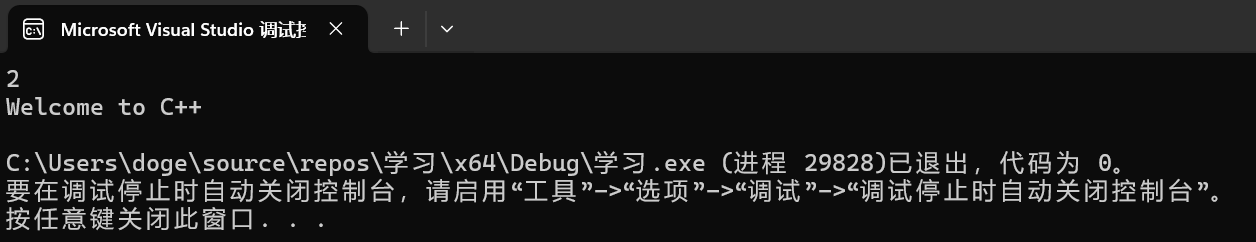 Microsoft Visual Studio 调试
2
Welcome to C++
C:\Users\doge\source\repos\学习\x64\Debug\学习.exe (进程 29828)已退出，代码为 0。
要在调试停止时自动关闭控制台，请启用“工具”->“选项”->“调试”->“调试停止时自动关闭控制台”。
按任意键关闭此窗口. . .